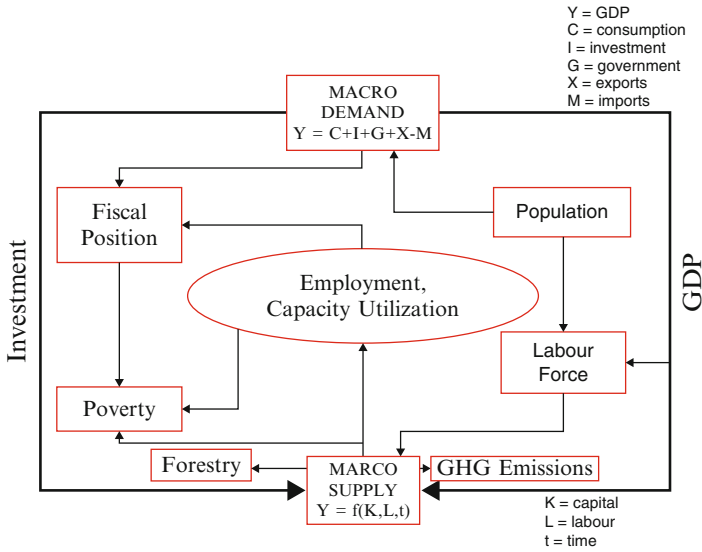 Y = GDP
C = consumption
I = investment
G = government
X = exports
M = imports
MACRO
DEMAND
Y = C+I+G+X-M
Fiscal
Position
Population
Investment
GDP
Employment,
Capacity Utilization
Labour
Force
Poverty
Forestry
MARCO
SUPPLY
Y = f(K,L,t)
GHG Emissions
K = capital
L = labour
t = time